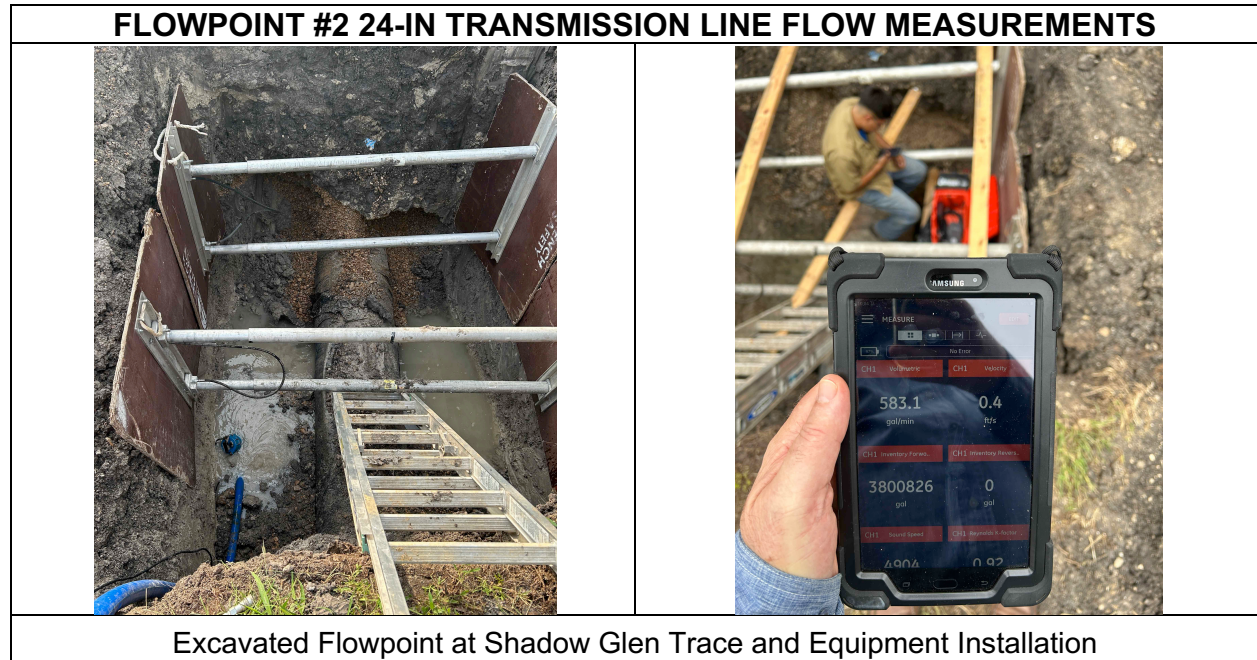 FLOWPOINT #2 24-IN TRANSMISSION LINE FLOW MEASUREMENTS
SAFETY
SAMSUNG
MEASURE
No Error
CH1 Volumetric CH1 Velocity
583.1 0.4
gal/min ft/s
CH1 Inventory Forwa.. CH1 Inventory Revers..
3800826 0
gal gal
CH1 Sound Speed CH1 Reynolds K-Factor
4904 0.92
Excavated Flowpoint at Shadow Glen Trace and Equipment Installation